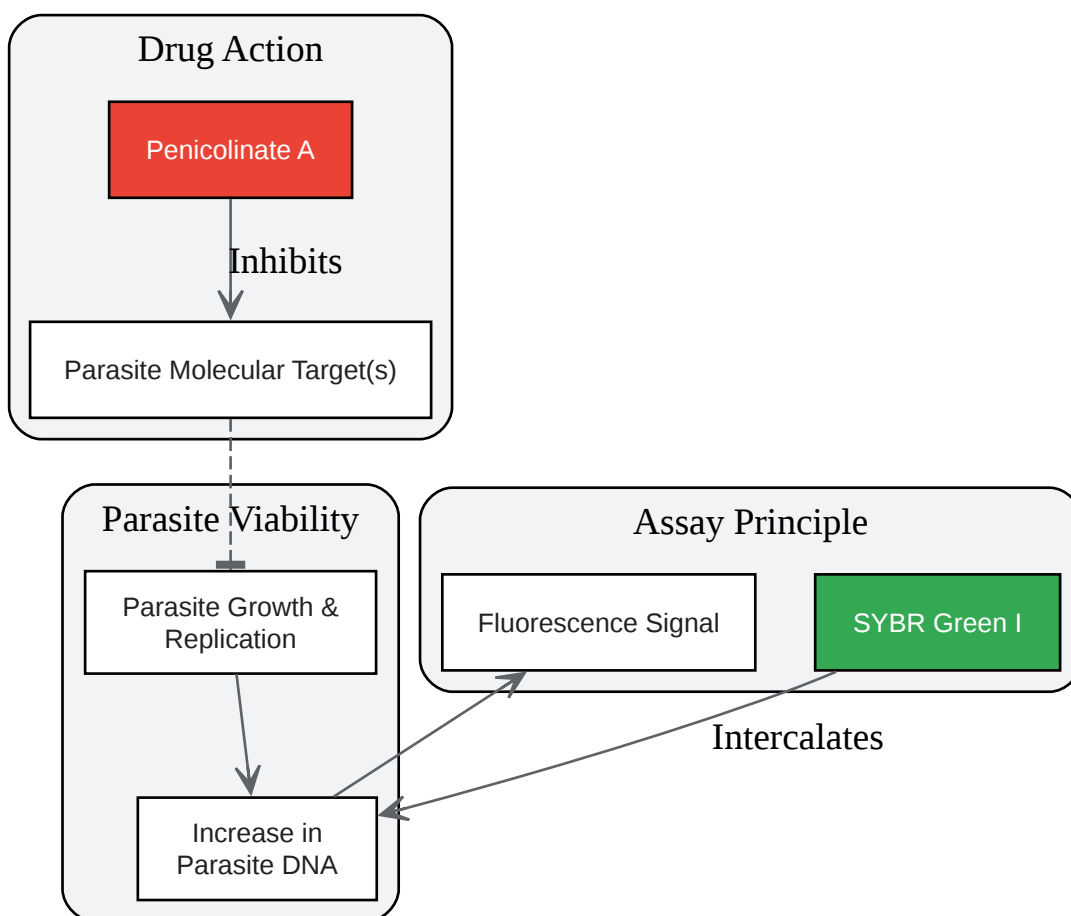 Drug Action
Penicolinate A
Inhibits
Parasite Molecular Target(s)
Parasite Viability
Assay Principle
Parasite Growth &
Replication
Fluorescence Signal
SYBR Green I
Intercalates
Increase in
Parasite DNA